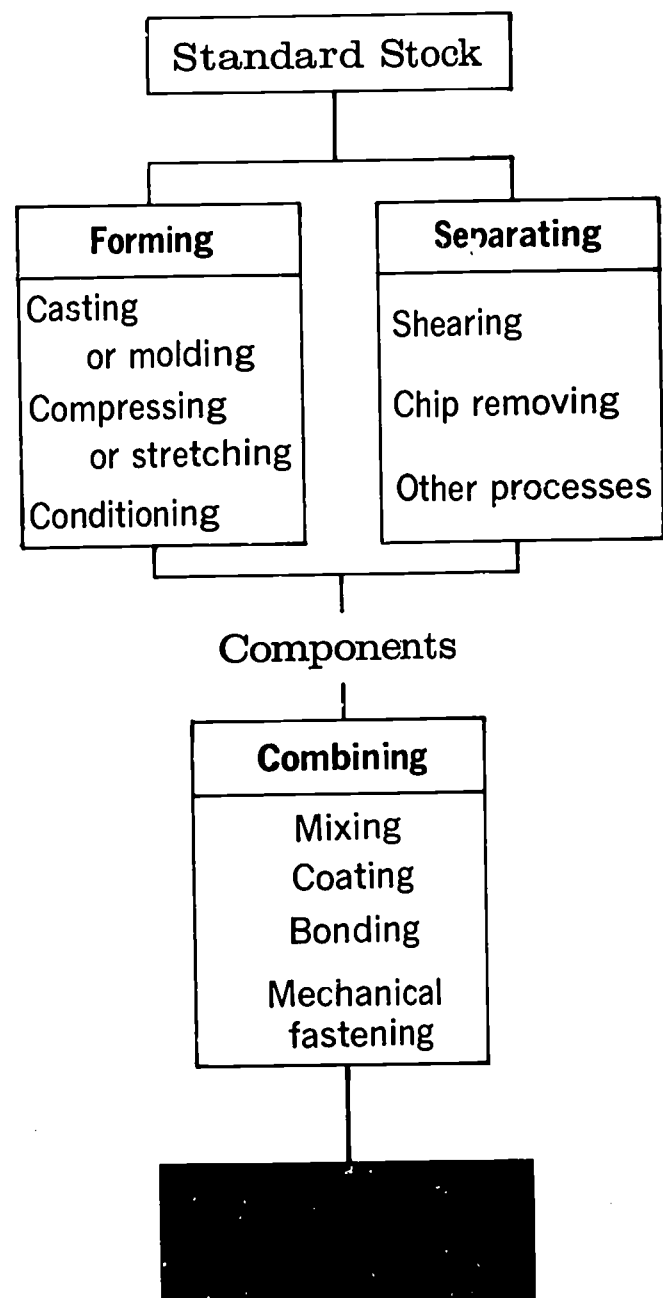 Standard Stock
Forming
Casting
or molding
Compressing
or stretching
Conditioning
Separating
Shearing
Chip removing
Other processes
Components
Combining
Mixing
Coating
Bonding
Mechanical
fastening